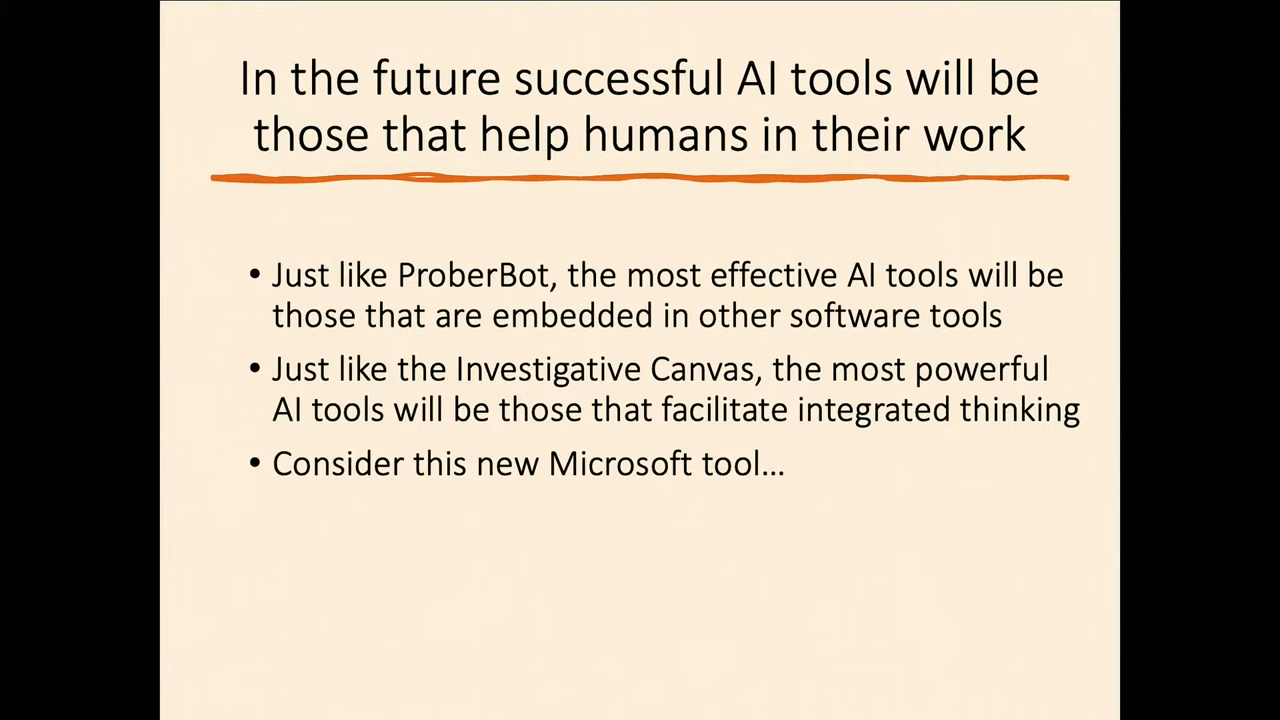 In the future successful AI tools will be
those that help humans in their work
• Just like ProberBot, the most effective AI tools will be
those that are embedded in other software tools
• Just like the Investigative Canvas, the most powerful
AI tools will be those that facilitate integrated thinking
• Consider this new Microsoft tool…